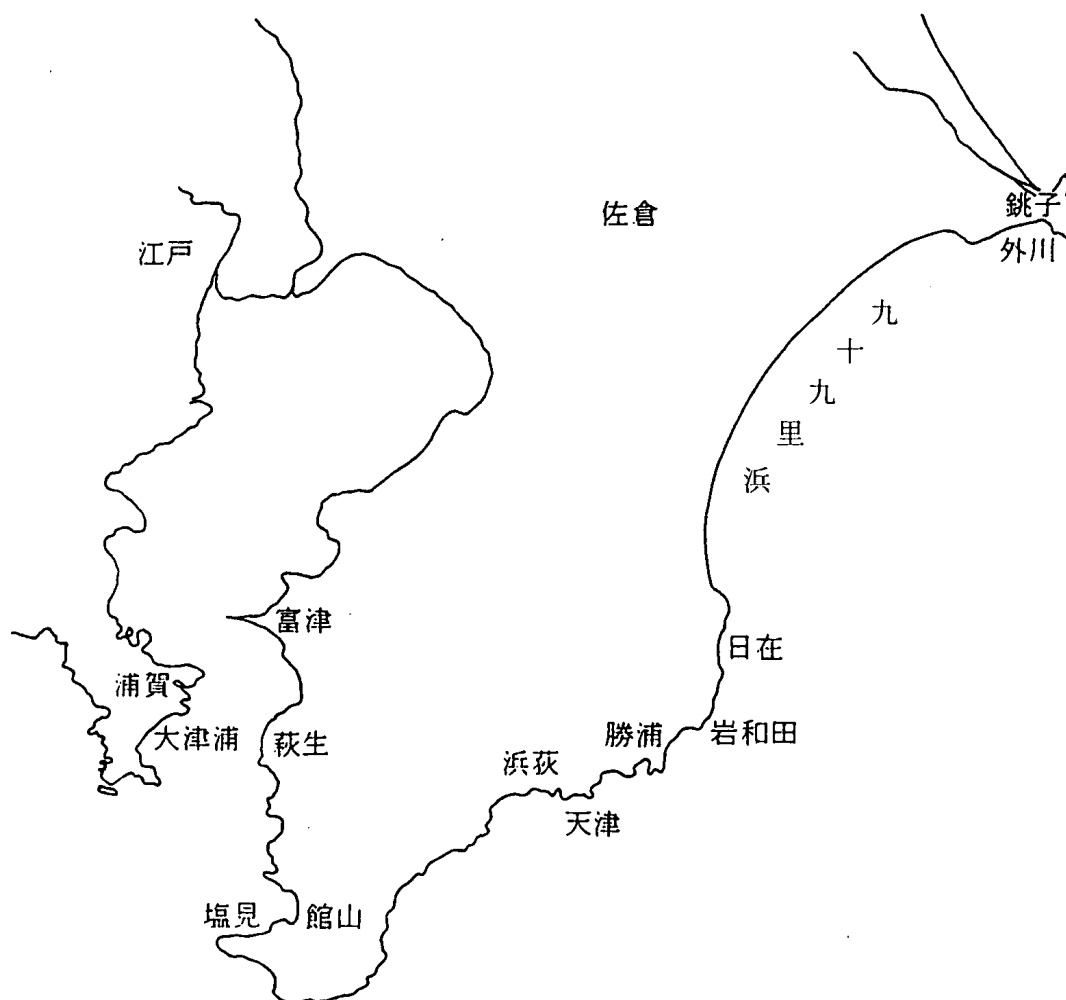 佐倉
銚子
江戸
外川
九十九里浜
富津
日在
浦賀
大津浦
萩生
勝浦
岩和田
浜荻
天津
塩見
館山